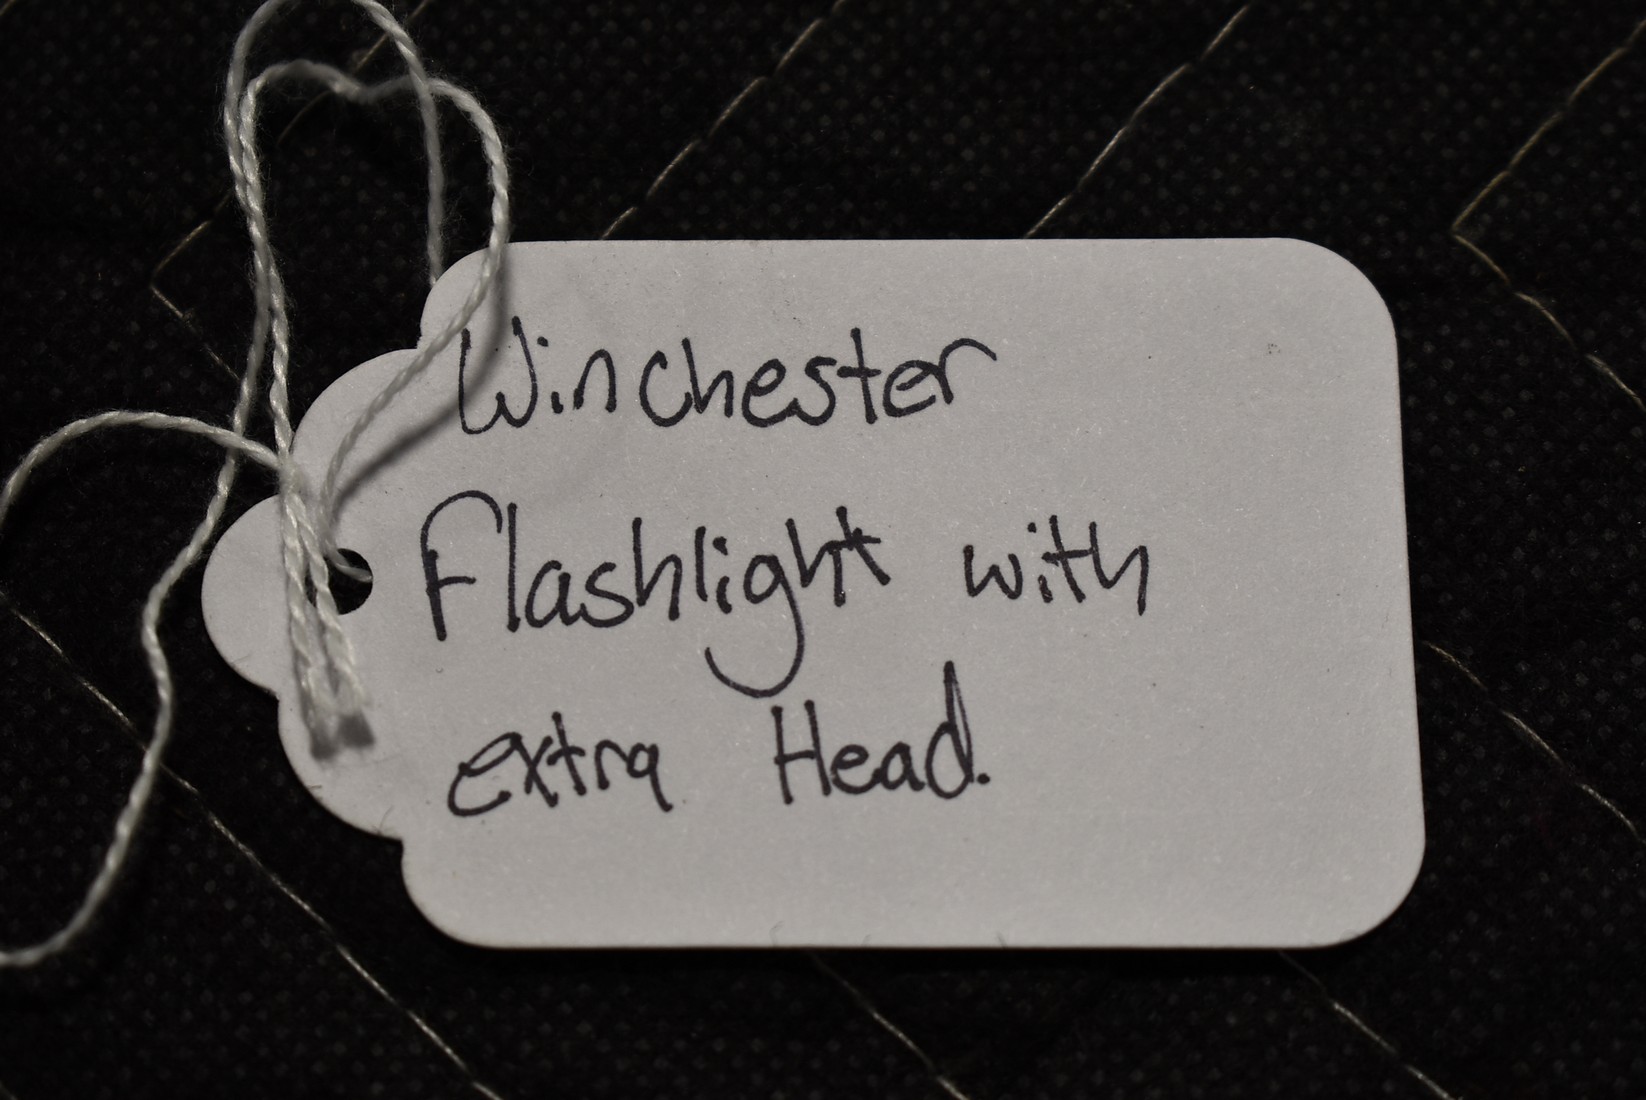 Winchester
Flashlight with
extra Head.